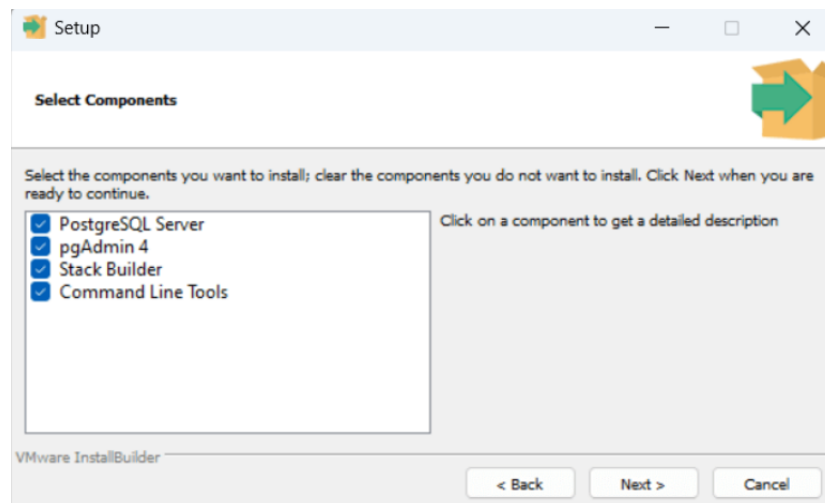 Setup
Select Components
Select the components you want to install; clear the components you do not want to install. Click Next when you are
ready to continue.
PostgreSQL Server
pgAdmin 4
Stack Builder
Command Line Tools
Click on a component to get a detailed description
VMware InstallBuilder
< Back
Next >
Cancel